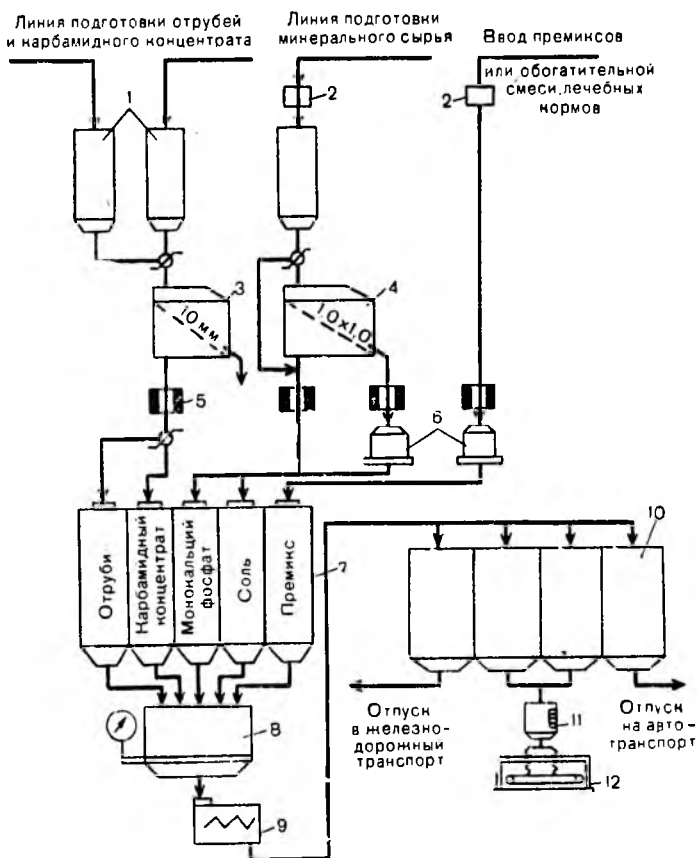 Линия подготовки отрубей
и карбамидного концентрата
Линия подготовки
минерального сырья
Ввод премиксов
или обогатительной
смеси, лечебных
кормов
1
2
2
3
10 мм
4
1,0×1,0
5
6
Отруби
Карбамидный
концентрат
Монокальций
фосфат
Соль
Премикс
7
10
8
9
Отпуск
в железно-
дорожный
транспорт
11
12
Отпуск
на авто-
транспорт